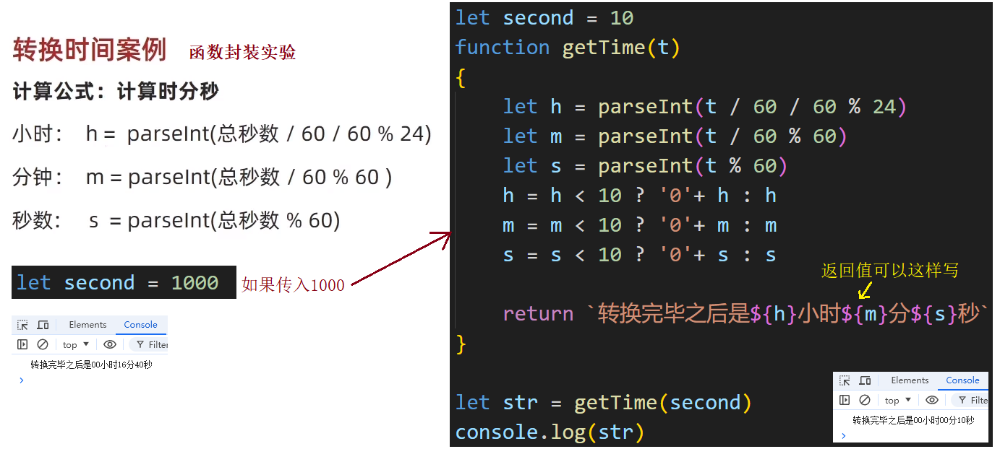 转换时间案例 函数封装实验
计算公式：计算时分秒
小时： h = parseInt(总秒数 / 60 / 60 % 24)
分钟： m = parseInt(总秒数 / 60 % 60 )
秒数： s = parseInt(总秒数 % 60)
let second = 1000 如果传入1000
Elements Console
top Filter
转换完毕之后是00小时16分40秒
>
let second = 10
function getTime(t)
{
let h = parseInt(t / 60 / 60 % 24)
let m = parseInt(t / 60 % 60)
let s = parseInt(t % 60)
h = h < 10 ? '0'+ h : h
m = m < 10 ? '0'+ m : m
s = s < 10 ? '0'+ s : s
返回值可以这样写
return `转换完毕之后是${h}小时${m}分${s}秒`
}
let str = getTime(second)
console.log(str)
Elements Console
top Filte
转换完毕之后是00小时00分10秒
>